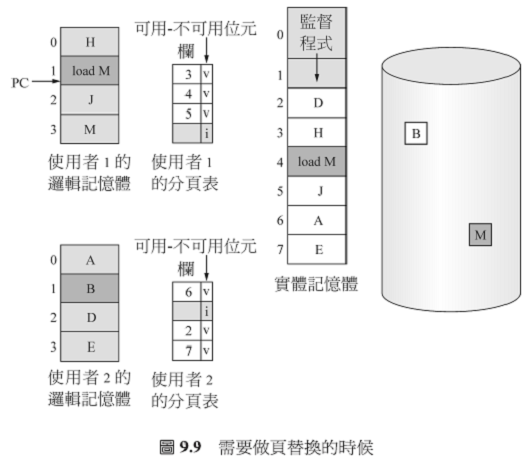 可用-不可用位元
欄
0 H
1 load M
2 J
3 M
PC
3 v
4 v
5 v
i
使用者 1 的
邏輯記憶體
使用者 1
的分頁表
可用-不可用位元
欄
0 A
1 B
2 D
3 E
6 v
i
2 v
7 v
使用者 2 的
邏輯記憶體
使用者 2
的分頁表
0 監督
程式
1
2 D
3 H
4 load M
5 J
6 A
7 E
實體記憶體
B
M
圖 9.9 需要做頁替換的時候